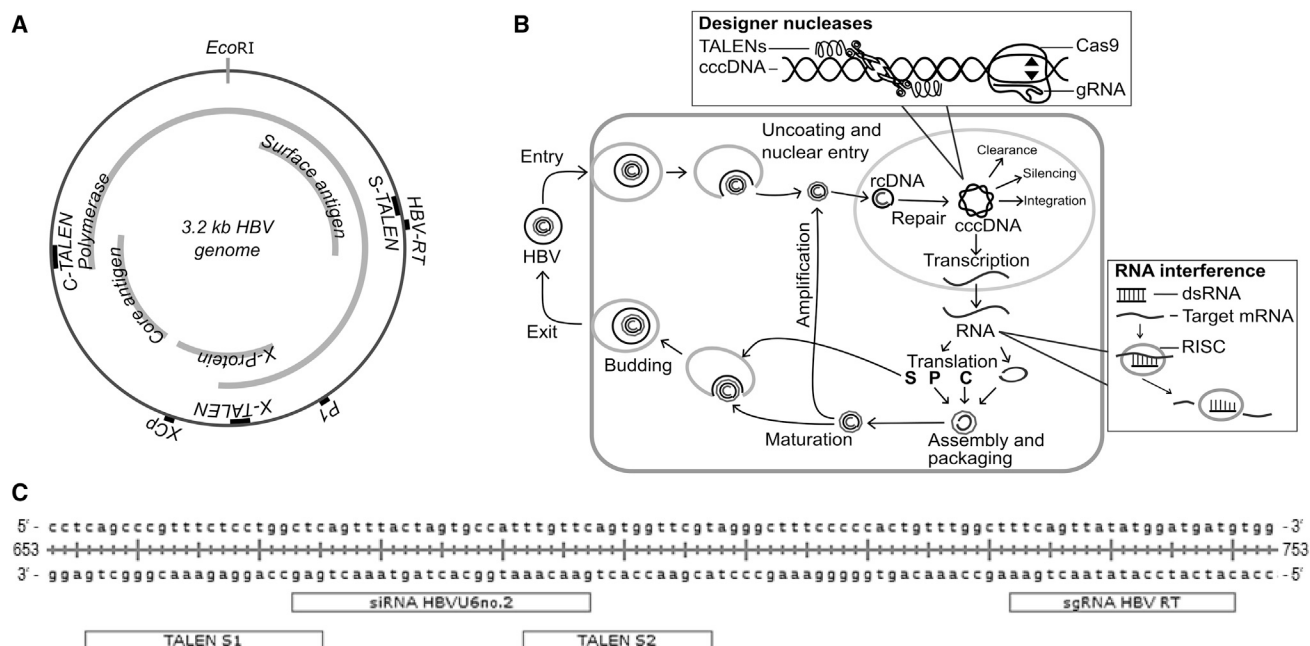 A
EcoRI
Surface antigen
Polymerase
S-TALEN
HBV-RT
C-TALEN
3.2 kb HBV
genome
Core antigen
X-Protein
X-TALEN
P1
XCp
B
Designer nucleases
TALENs
cccDNA
Cas9
gRNA
Entry
HBV
Exit
Uncoating and
nuclear entry
rcDNA
Repair
cccDNA
Clearance
Silencing
Integration
Transcription
RNA
Translation
S P C
Amplification
Budding
Maturation
Assembly and
packaging
RNA interference
dsRNA
Target mRNA
RISC
C
5' - cctcagcccgtttctcctggctcagtttactagtgccatttgttcagtggttcgtagggctttcccccactgtttggctttcagttatatggatgatgtgg - 3'
653 753
3' - ggagtcgggcaaagaggaccgagtcaaatgatcacggtaaacaagtcaccaagcatcccgaaagggggtgacaaaccgaaagtcaatatacctactacacc - 5'
siRNA HBVU6no.2 sgRNA HBV RT
TALEN S1 TALEN S2